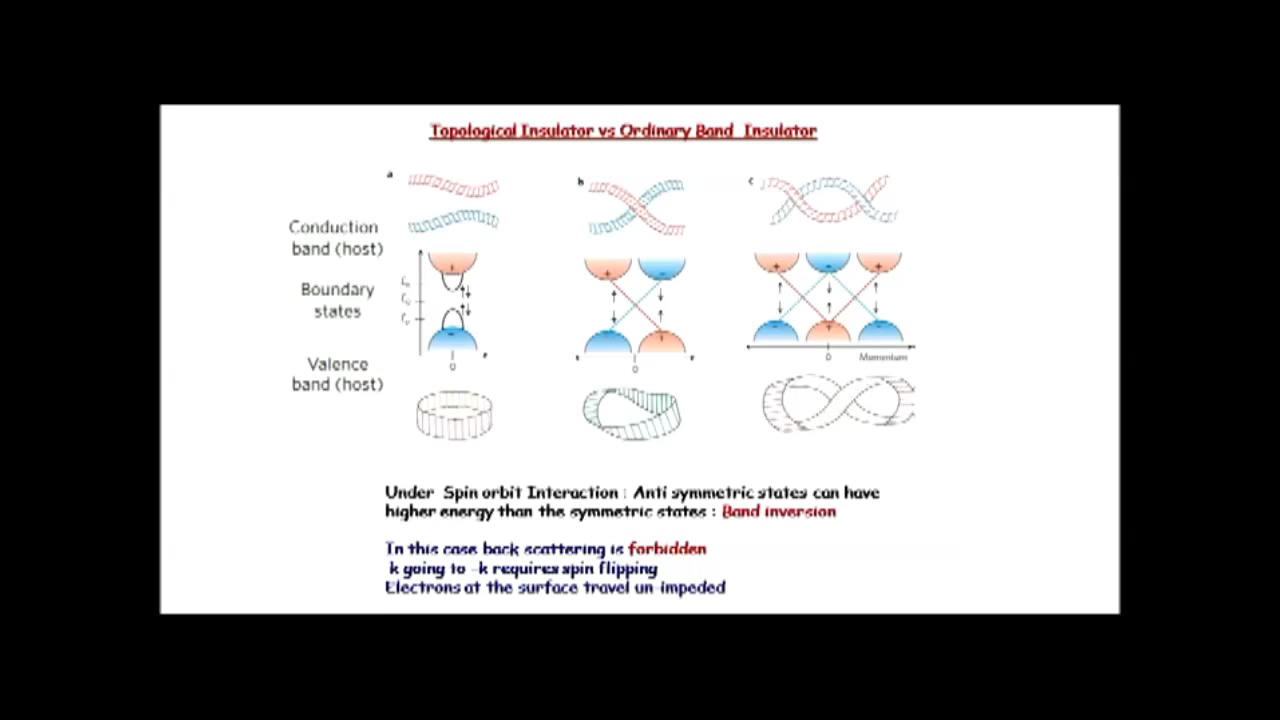 Topological Insulator vs Ordinary Band Insulator
a
b
c
Conduction
band (host)
Boundary
states
Valence
band (host)
+
-
0
+
-
-
+
0
+
-
+
-
+
-
0
Momentum
Under Spin orbit Interaction : Anti symmetric states can have
higher energy than the symmetric states : Band inversion
In this case back scattering is forbidden
k going to -k requires spin flipping
Electrons at the surface travel un-impeded